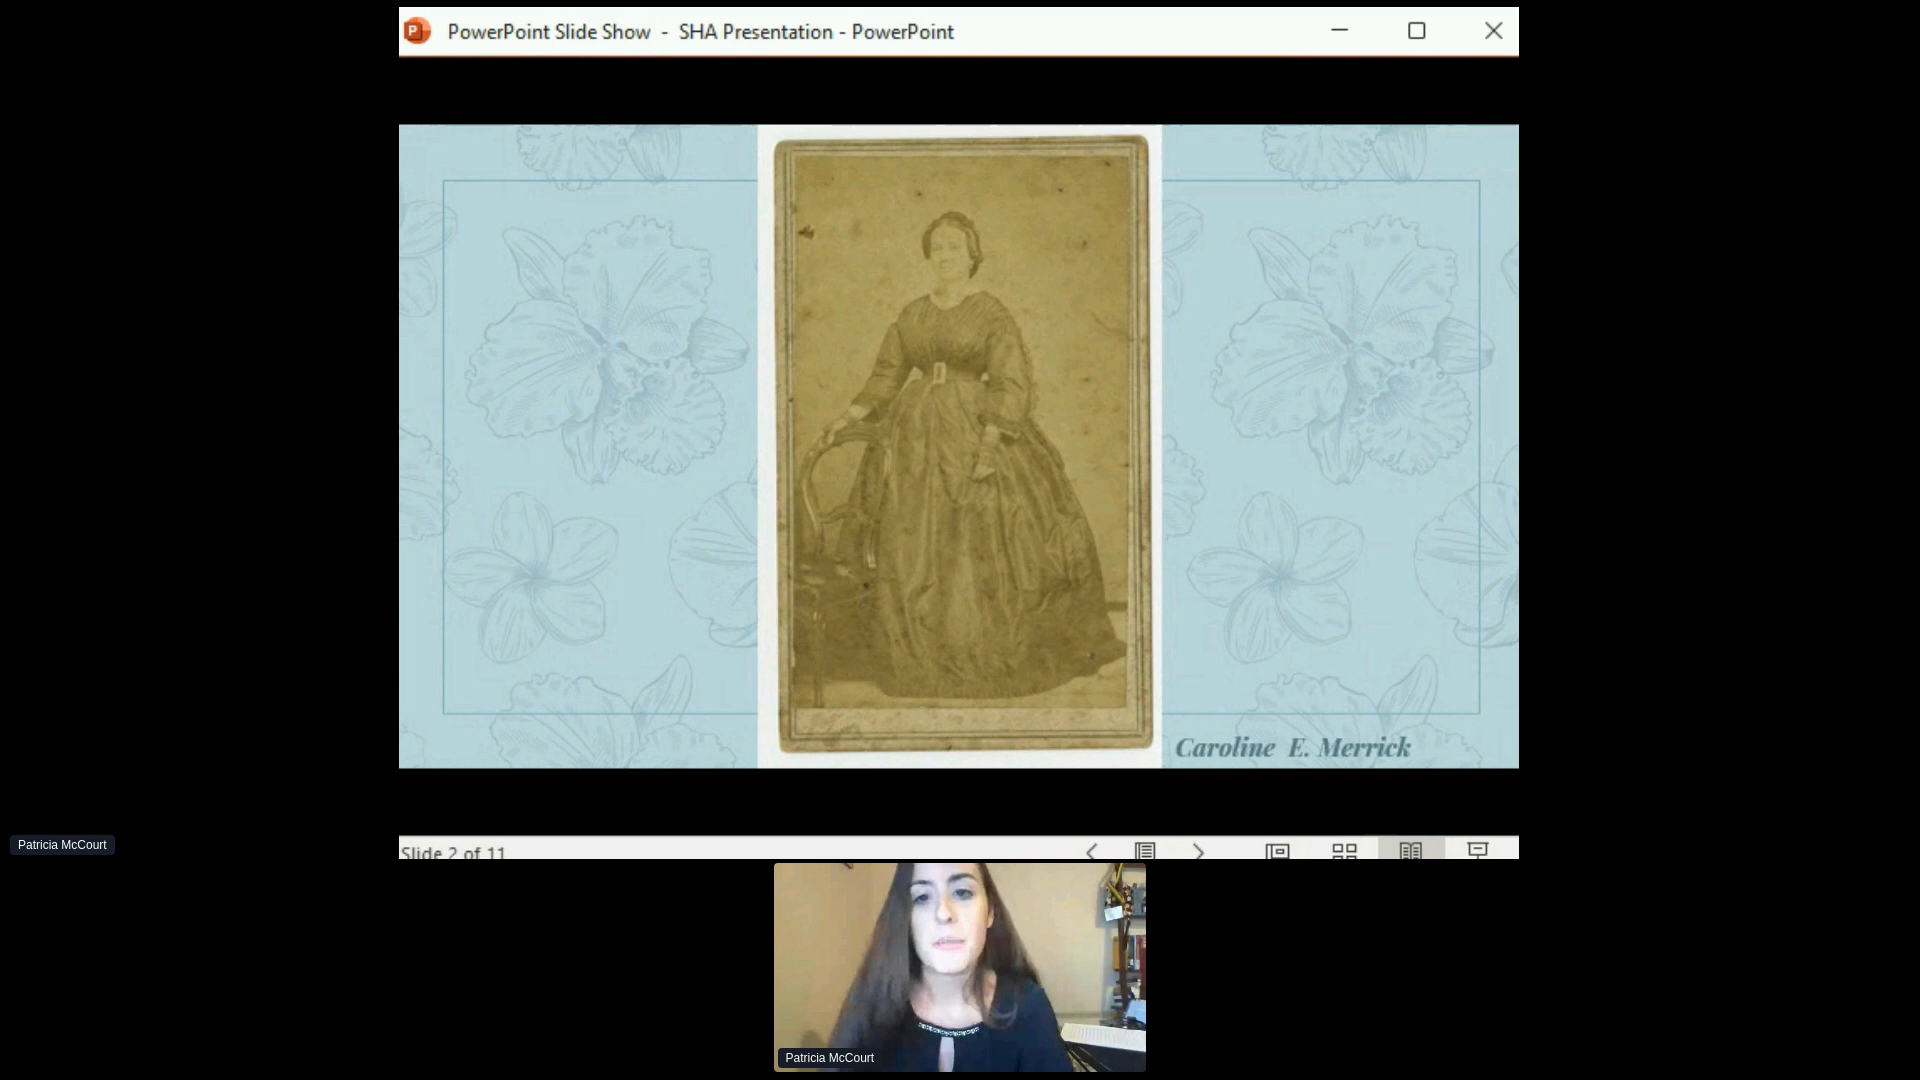 PowerPoint Slide Show - SHA Presentation - PowerPoint
Caroline E. Merrick
Patricia McCourt
Slide 2 of 11
Patricia McCourt